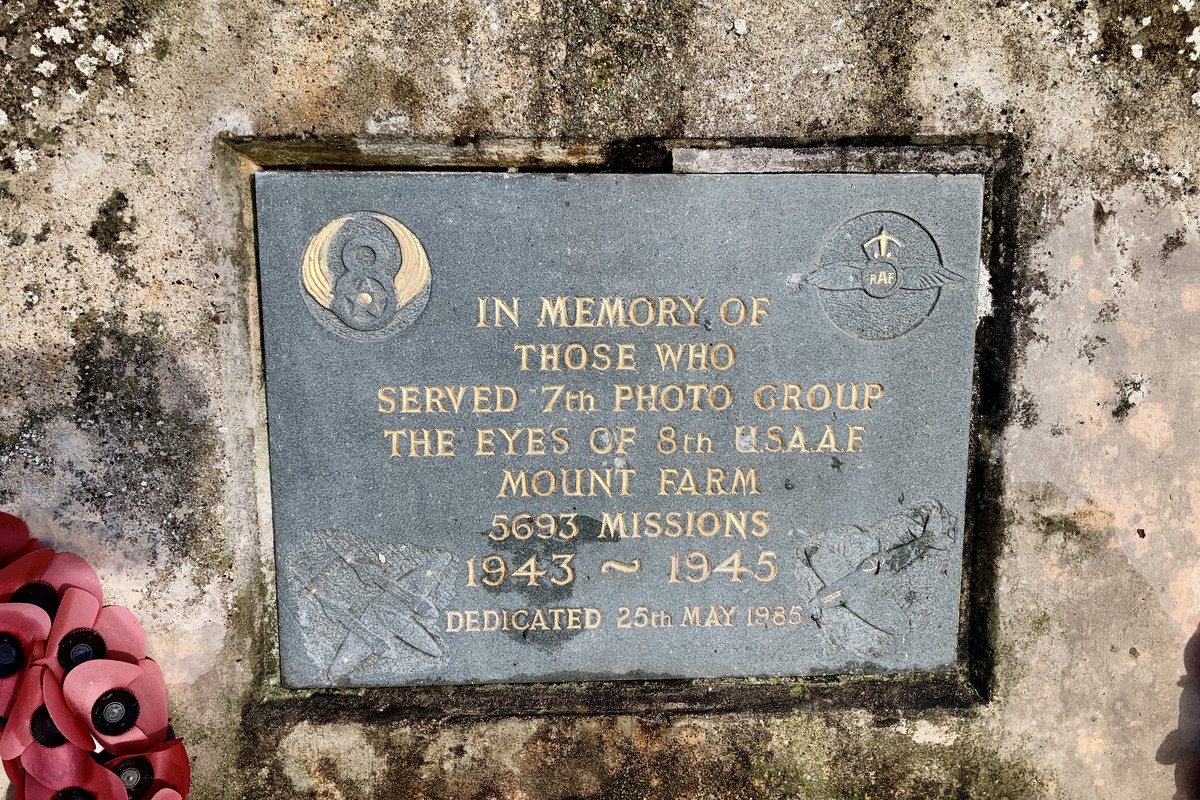 RAF
IN MEMORY OF
THOSE WHO
SERVED 7th PHOTO GROUP
THE EYES OF 8th U.S.A.A.F.
MOUNT FARM
5693 MISSIONS
1943 ~ 1945
DEDICATED 25th MAY 1985